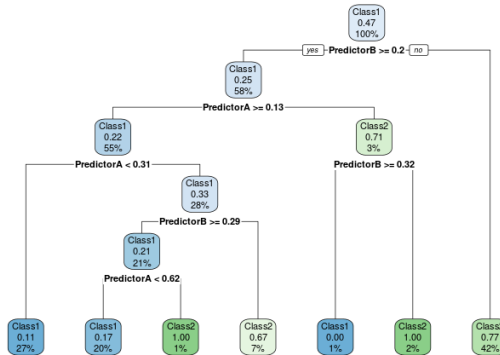 Class1
0.47
100%
yes PredictorB >= 0.2 no
Class1
0.25
58%
PredictorA >= 0.13
Class1
0.22
55%
Class2
0.71
3%
PredictorA < 0.31
PredictorB >= 0.32
Class1
0.33
28%
PredictorB >= 0.29
Class1
0.21
21%
PredictorA < 0.62
Class1
0.11
27%
Class1
0.17
20%
Class2
1.00
1%
Class2
0.67
7%
Class1
0.00
1%
Class2
1.00
2%
Class2
0.77
42%